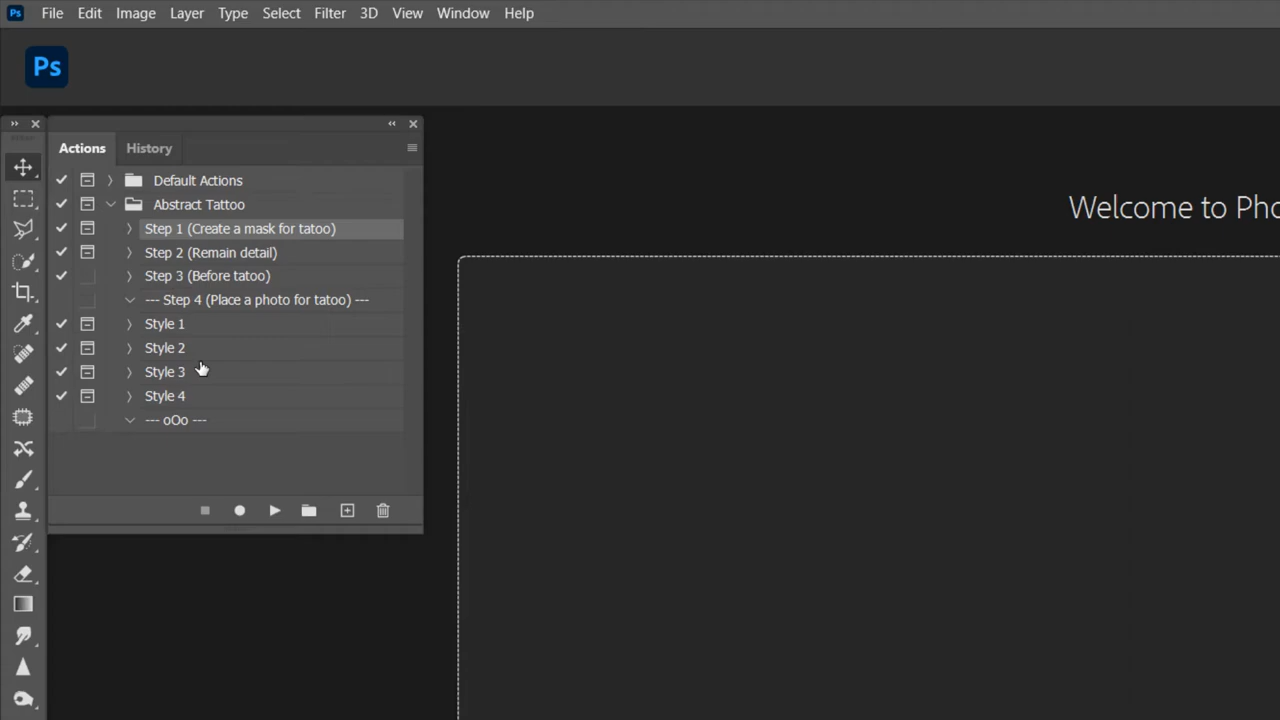 Ps File Edit Image Layer Type Select Filter 3D View Window Help
Ps
Actions History
Default Actions
Abstract Tattoo
Step 1 (Create a mask for tatoo)
Step 2 (Remain detail)
Step 3 (Before tatoo)
--- Step 4 (Place a photo for tatoo) ---
Style 1
Style 2
Style 3
Style 4
--- oOo ---
Welcome to Pho